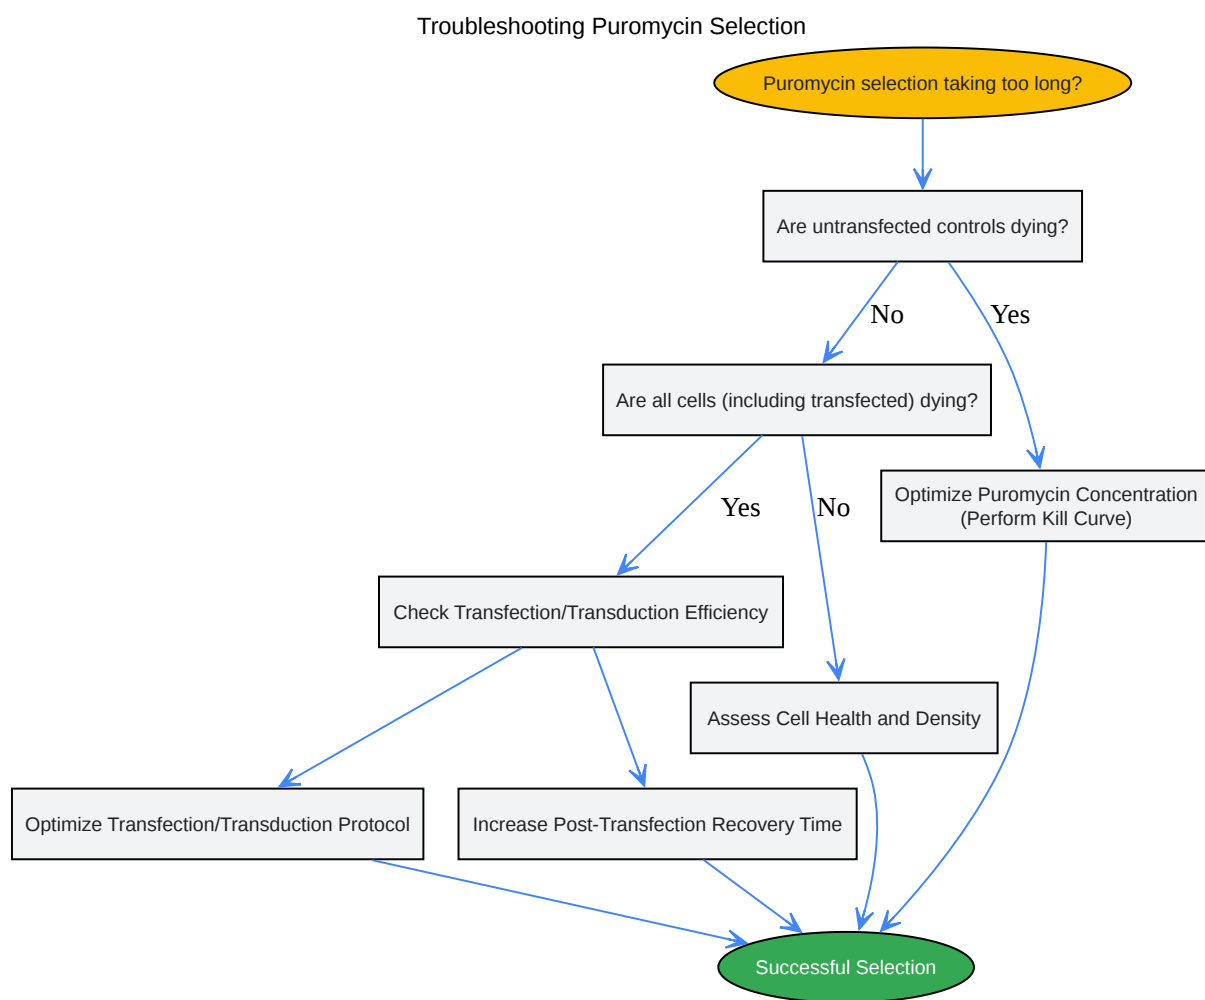 Troubleshooting Puromycin Selection
Puromycin selection taking too long?
Are untransfected controls dying?
No
Yes
Are all cells (including transfected) dying?
Optimize Puromycin Concentration
(Perform Kill Curve)
Yes
No
Check Transfection/Transduction Efficiency
Assess Cell Health and Density
Optimize Transfection/Transduction Protocol
Increase Post-Transfection Recovery Time
Successful Selection